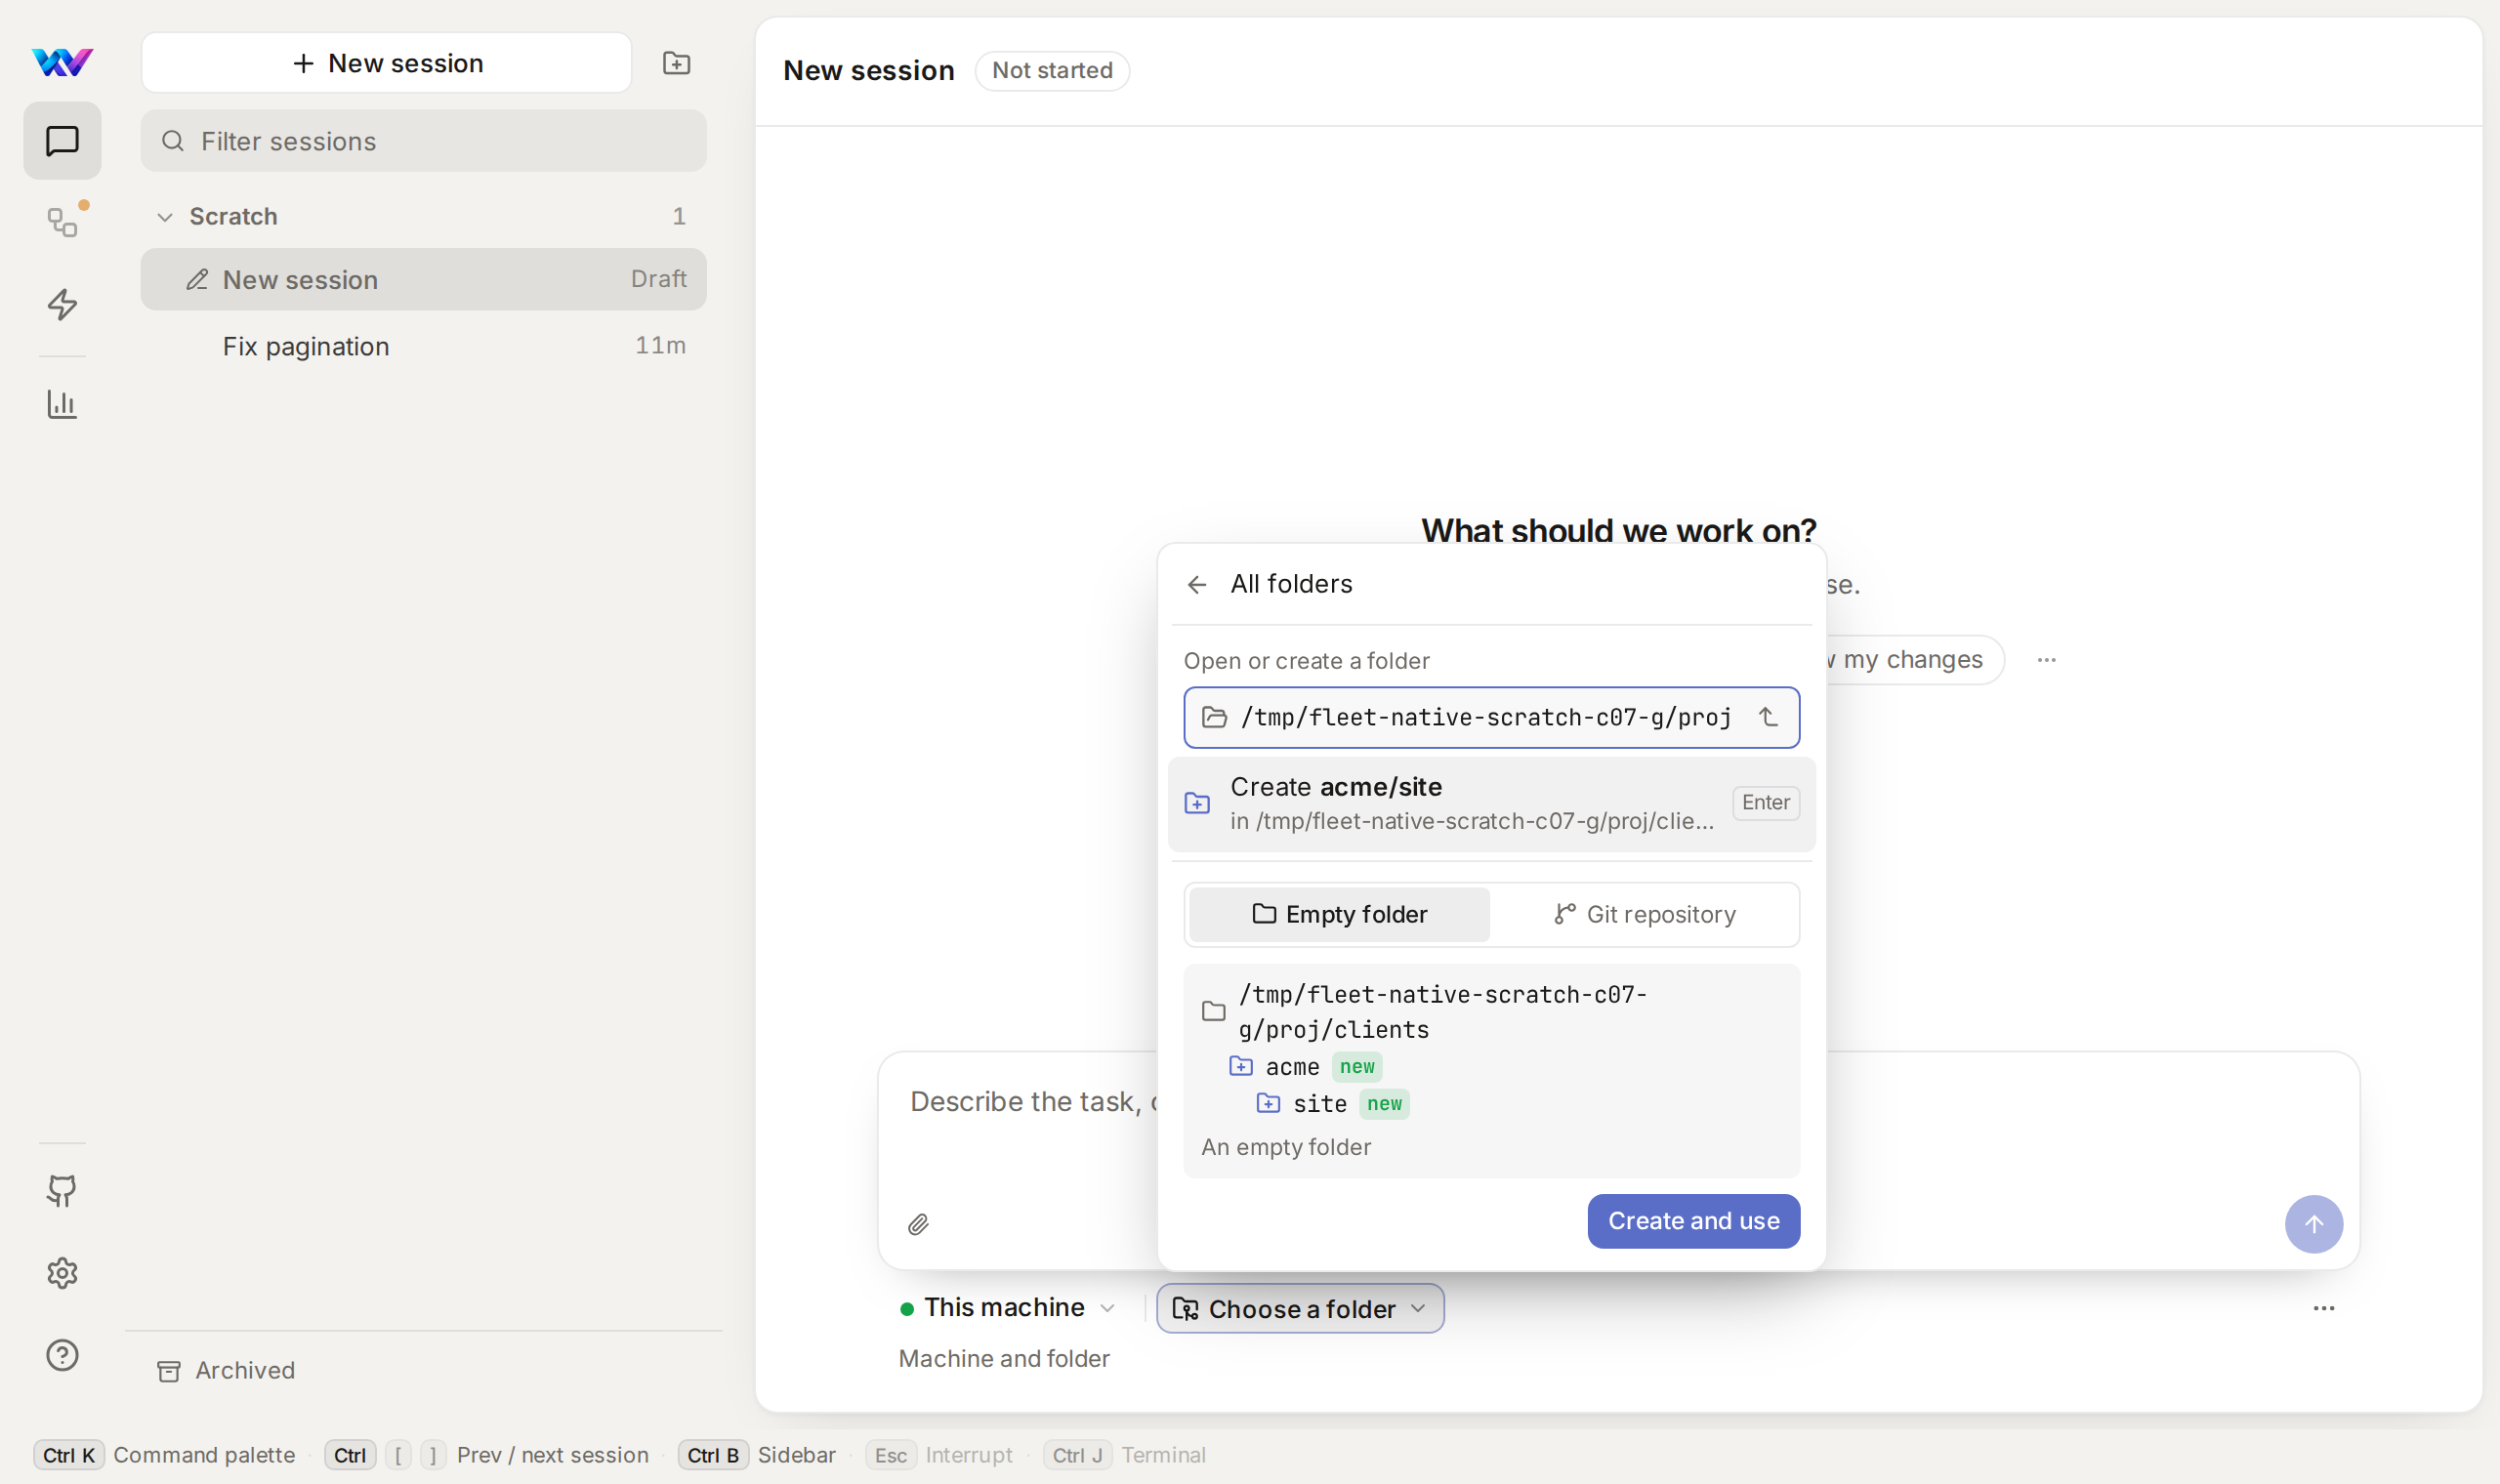 New session
Filter sessions
Scratch 1
New session Draft
Fix pagination 11m
Archived
New session Not started
What should we work on?
se.
my changes
All folders
Open or create a folder
/tmp/fleet-native-scratch-c07-g/proj
Create acme/site
in /tmp/fleet-native-scratch-c07-g/proj/clie...
Enter
Empty folder Git repository
/tmp/fleet-native-scratch-c07-
g/proj/clients
acme new
site new
An empty folder
Create and use
Describe the task,
This machine Choose a folder
Machine and folder
Ctrl K Command palette · Ctrl [ ] Prev / next session · Ctrl B Sidebar · Esc Interrupt · Ctrl J Terminal